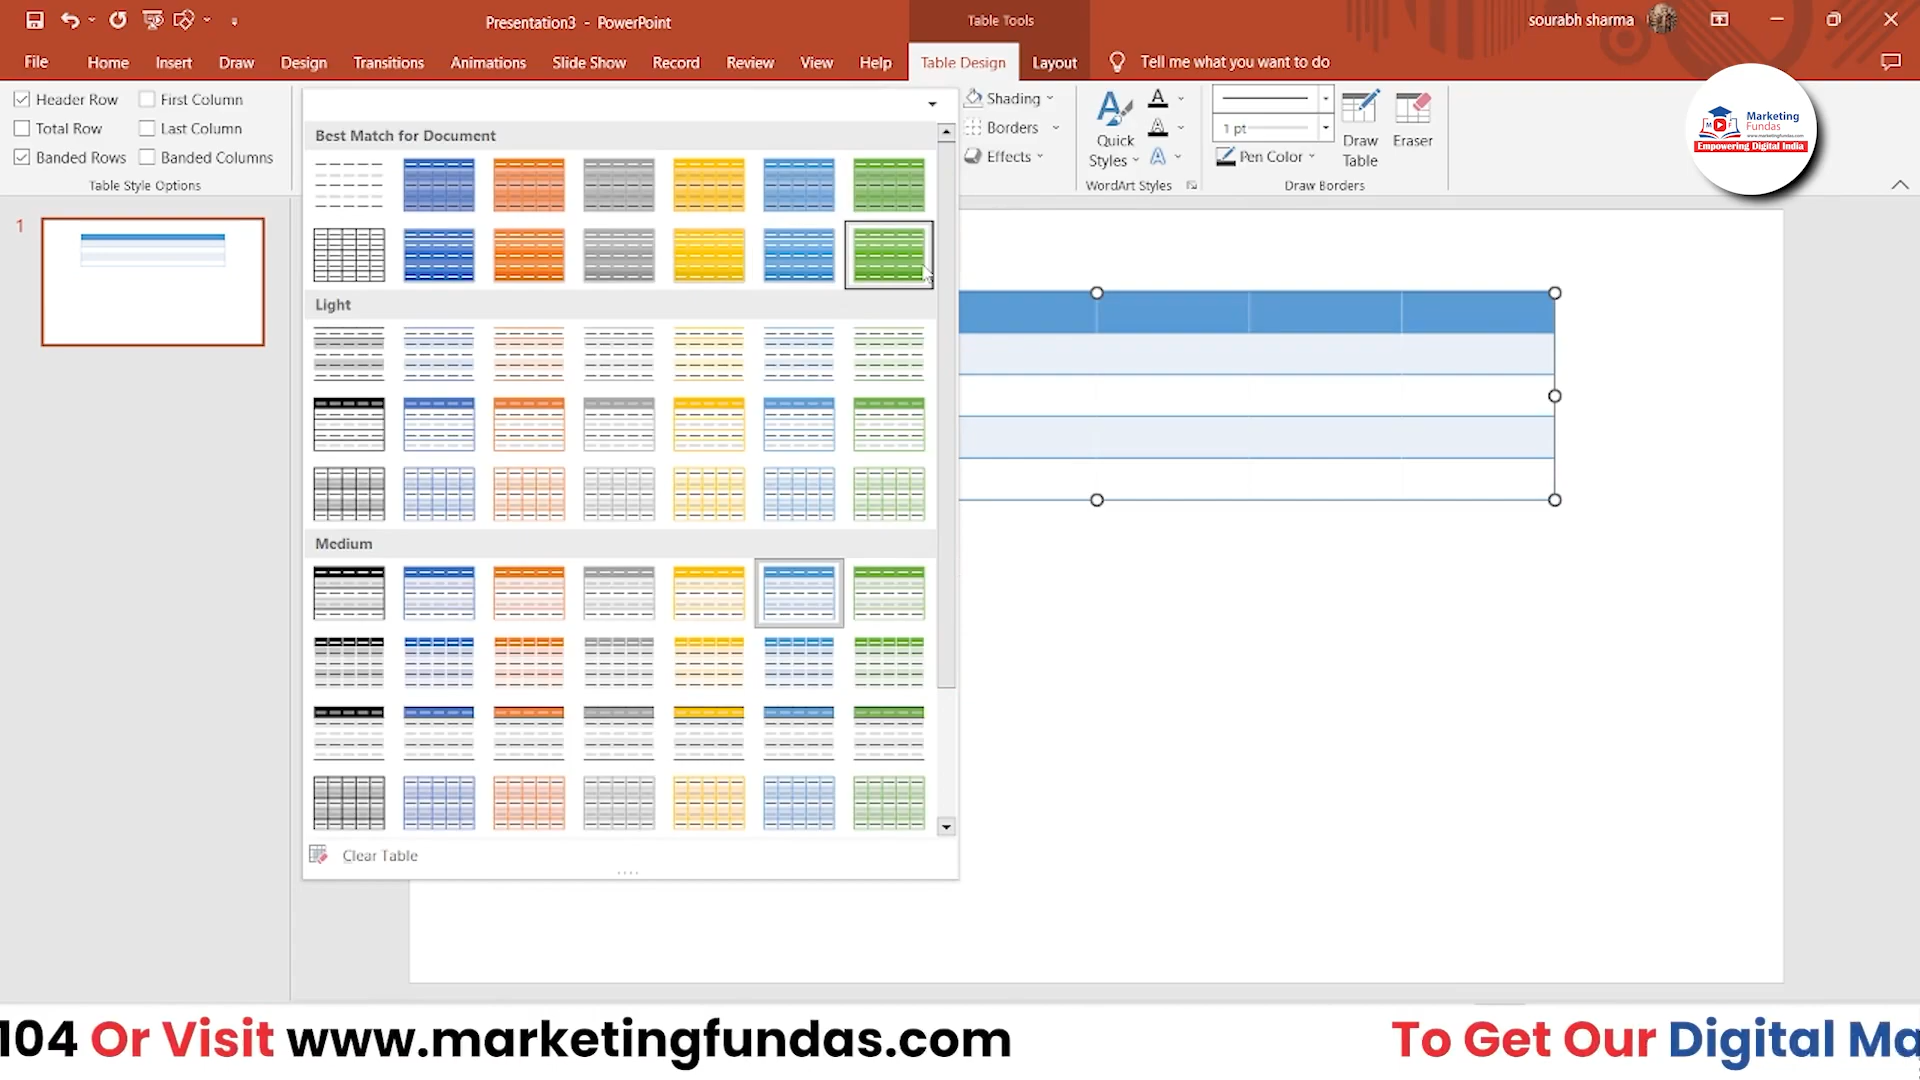 Presentation3 - PowerPoint
Table Tools
sourabh sharma
File
Home
Insert
Draw
Design
Transitions
Animations
Slide Show
Record
Review
View
Help
Table Design
Layout
Tell me what you want to do
Header Row
First Column
Total Row
Last Column
Banded Rows
Banded Columns
Table Style Options
Best Match for Document
Light
Medium
Clear Table
Shading
Borders
Effects
Quick
Styles
A
A
A
WordArt Styles
1 pt
Pen Color
Draw
Table
Eraser
Draw Borders
Marketing
Fundas
www.marketingfundas.com
Empowering Digital India
1
104 Or Visit www.marketingfundas.com
To Get Our Digital Ma